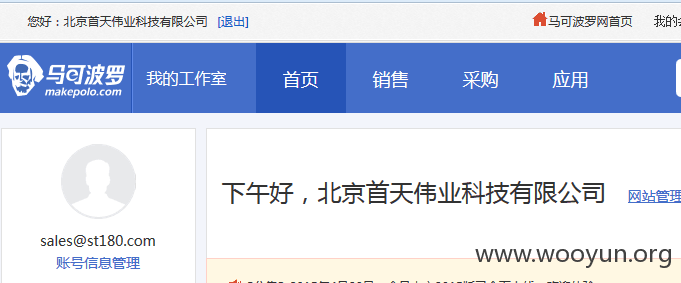 您好：北京首天伟业科技有限公司 [退出] 马可波罗网首页 我的
马可波罗
makepolo.com
我的工作室 首页 销售 采购 应用
下午好，北京首天伟业科技有限公司 网站管理
sales@st180.com
账号信息管理
www.wooyun.org